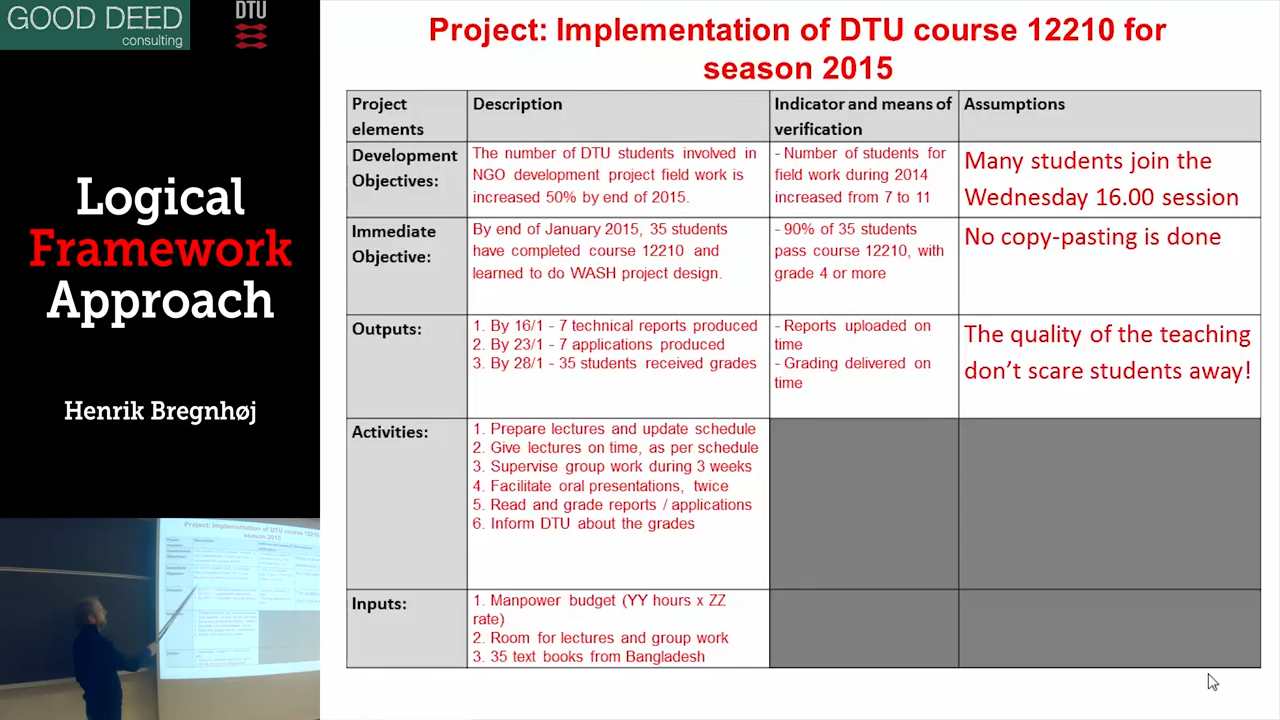 GOOD DEED
consulting
DTU
Logical
Framework
Approach
Henrik Bregnhøj
Project: Implementation of DTU course 12210 for
season 2015
Project
elements
Description
Indicator and means of
verification
Assumptions
Development
Objectives:
The number of DTU students involved in
NGO development project field work is
increased 50% by end of 2015.
- Number of students for
field work during 2014
increased from 7 to 11
Many students join the
Wednesday 16.00 session
Immediate
Objective:
By end of January 2015, 35 students
have completed course 12210 and
learned to do WASH project design.
- 90% of 35 students
pass course 12210, with
grade 4 or more
No copy-pasting is done
Outputs:
1. By 16/1 - 7 technical reports produced
2. By 23/1 - 7 applications produced
3. By 28/1 - 35 students received grades
- Reports uploaded on
time
- Grading delivered on
time
The quality of the teaching
don't scare students away!
Activities:
1. Prepare lectures and update schedule
2. Give lectures on time, as per schedule
3. Supervise group work during 3 weeks
4. Facilitate oral presentations, twice
5. Read and grade reports / applications
6. Inform DTU about the grades
Inputs:
1. Manpower budget (YY hours x ZZ
rate)
2. Room for lectures and group work
3. 35 text books from Bangladesh
Project: Implementation of DTU course 12210
season 2015